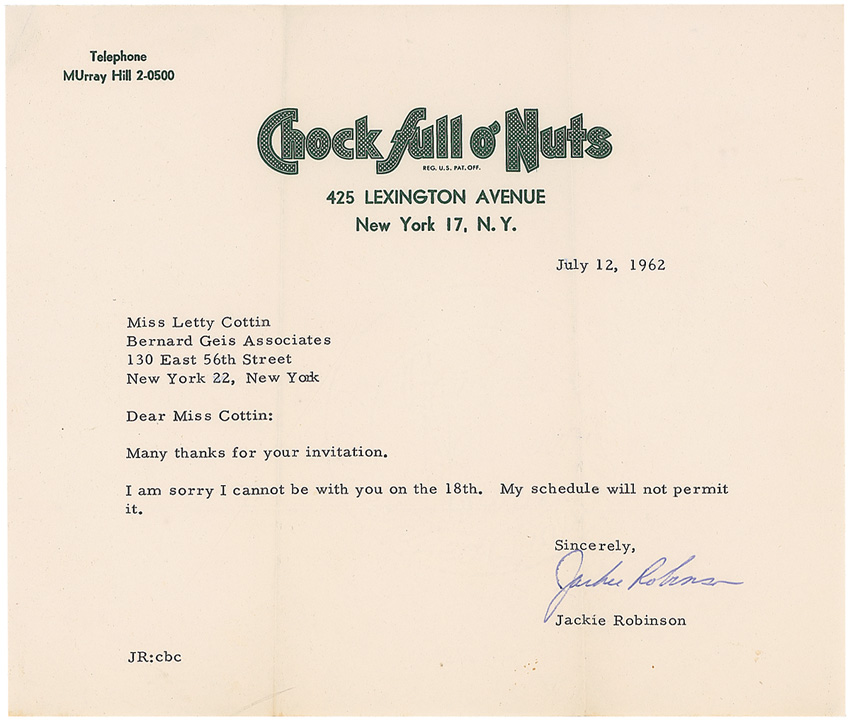 Telephone
MUrray Hill 2-0500
Chock full o' Nuts
REG. U.S. PAT. OFF.
425 LEXINGTON AVENUE
New York 17, N.Y.
July 12, 1962
Miss Letty Cottin
Bernard Geis Associates
130 East 56th Street
New York 22, New York
Dear Miss Cottin:
Many thanks for your invitation.
I am sorry I cannot be with you on the 18th. My schedule will not permit
it.
Sincerely,
Jackie Robinson
Jackie Robinson
JR:cbc